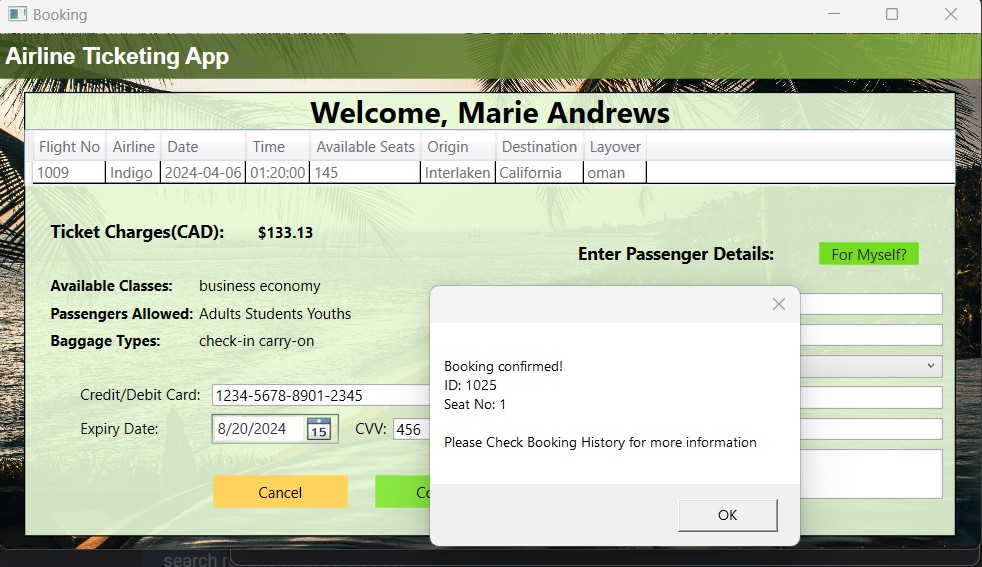 Booking
Airline Ticketing App
Welcome, Marie Andrews
Flight No Airline Date Time Available Seats Origin Destination Layover
1009 Indigo 2024-04-06 01:20:00 145 Interlaken California oman
Ticket Charges(CAD): $133.13
Enter Passenger Details: For Myself?
Available Classes: business economy
Passengers Allowed: Adults Students Youths
Baggage Types: check-in carry-on
Credit/Debit Card: 1234-5678-8901-2345
Expiry Date: 8/20/2024 15 CVV: 456
Cancel
Booking confirmed!
ID: 1025
Seat No: 1
Please Check Booking History for more information
OK
search